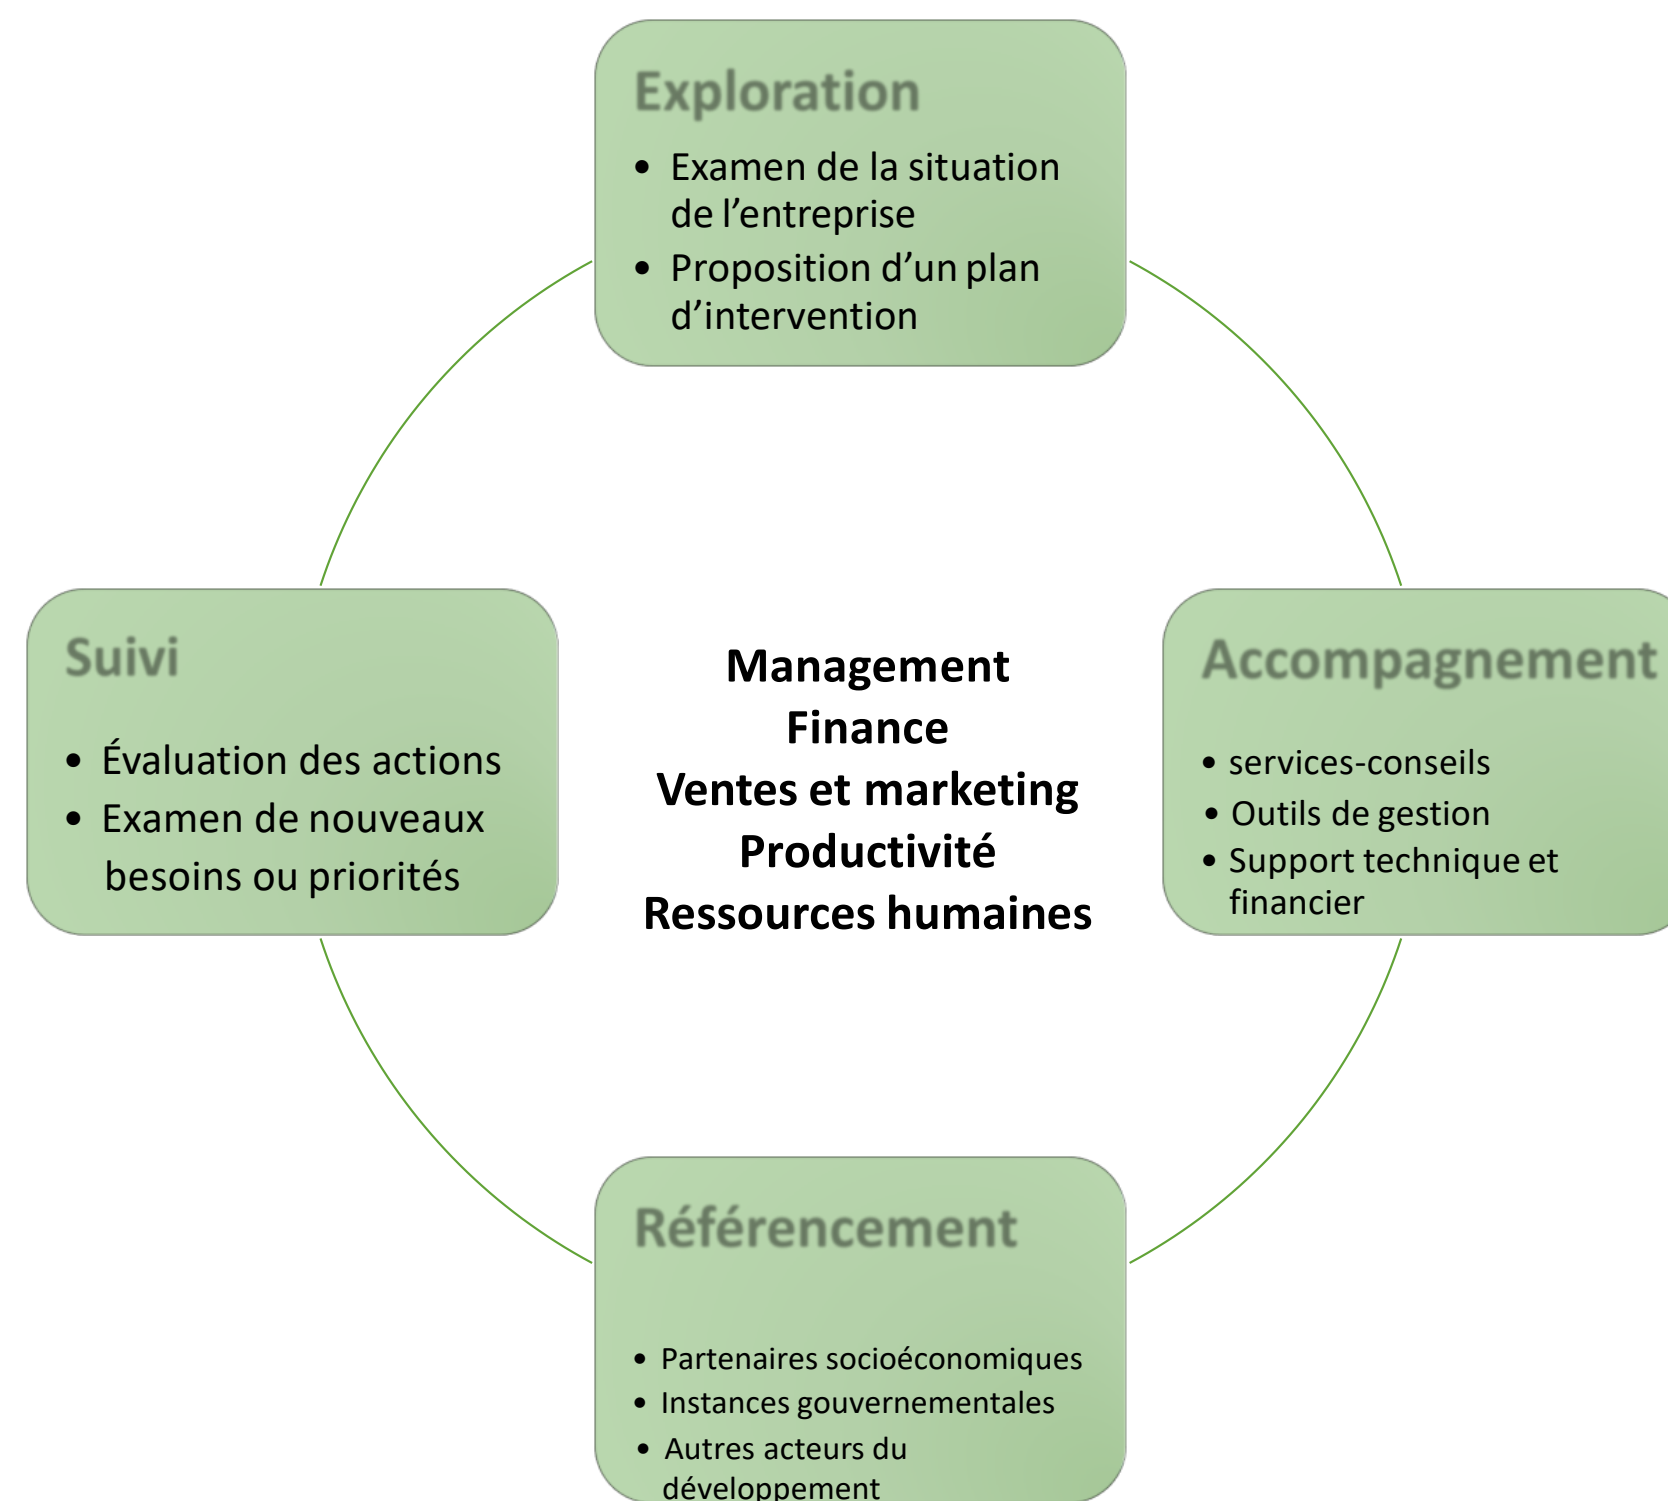 Exploration
• Examen de la situation
de l’entreprise
• Proposition d’un plan
d’intervention
Suivi
• Évaluation des actions
• Examen de nouveaux
besoins ou priorités
Management
Finance
Ventes et marketing
Productivité
Ressources humaines
Accompagnement
• services-conseils
• Outils de gestion
• Support technique et
financier
Référencement
• Partenaires socioéconomiques
• Instances gouvernementales
• Autres acteurs du
développement